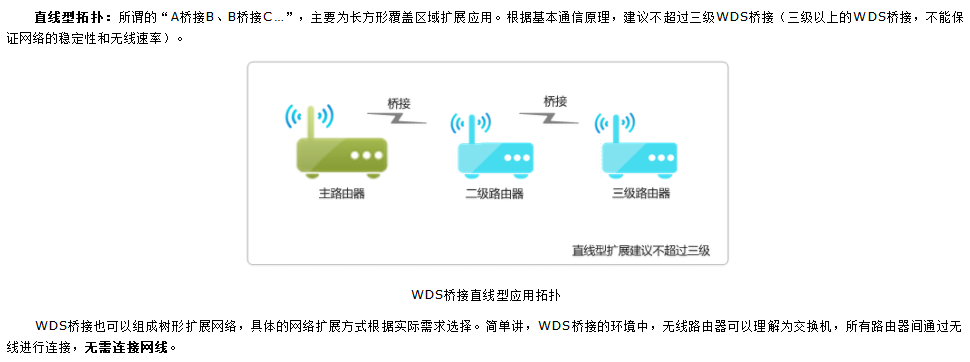 直线型拓扑：所谓的“A桥接B、B桥接C…”，主要为长方形覆盖区域扩展应用。根据基本通信原理，建议不超过三级WDS桥接（三级以上的WDS桥接，不能保
证网络的稳定性和无线速率）。
桥接 桥接
主路由器 二级路由器 三级路由器
直线型扩展建议不超过三级
WDS桥接直线型应用拓扑
WDS桥接也可以组成树形扩展网络，具体的网络扩展方式根据实际需求选择。简单讲，WDS桥接的环境中，无线路由器可以理解为交换机，所有路由器间通过无
线进行连接，无需连接网线。